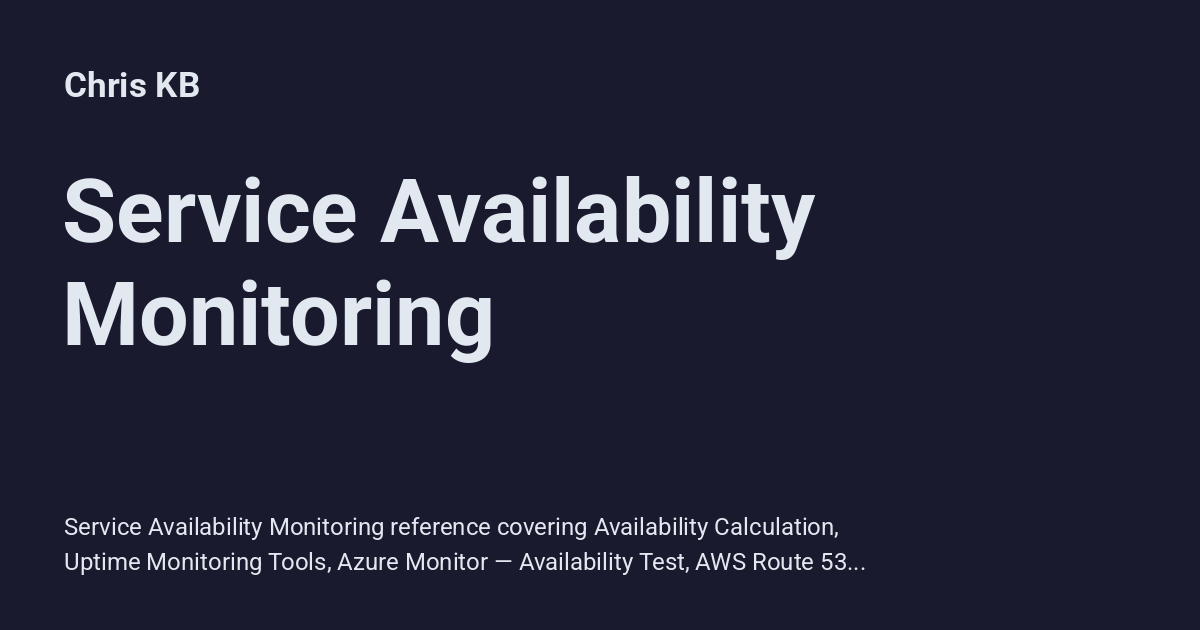 Chris KB
Service Availability
Monitoring
Service Availability Monitoring reference covering Availability Calculation,
Uptime Monitoring Tools, Azure Monitor — Availability Test, AWS Route 53...